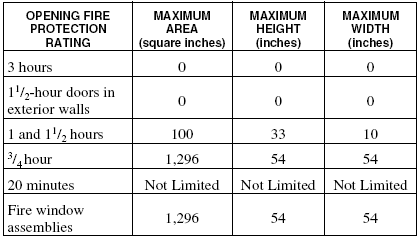 OPENING FIRE PROTECTION RATING | MAXIMUM AREA (square inches) | MAXIMUM HEIGHT (inches) | MAXIMUM WIDTH (inches)
3 hours | 0 | 0 | 0
1 1/2-hour doors in exterior walls | 0 | 0 | 0
1 and 1 1/2 hours | 100 | 33 | 10
3/4 hour | 1,296 | 54 | 54
20 minutes | Not Limited | Not Limited | Not Limited
Fire window assemblies | 1,296 | 54 | 54